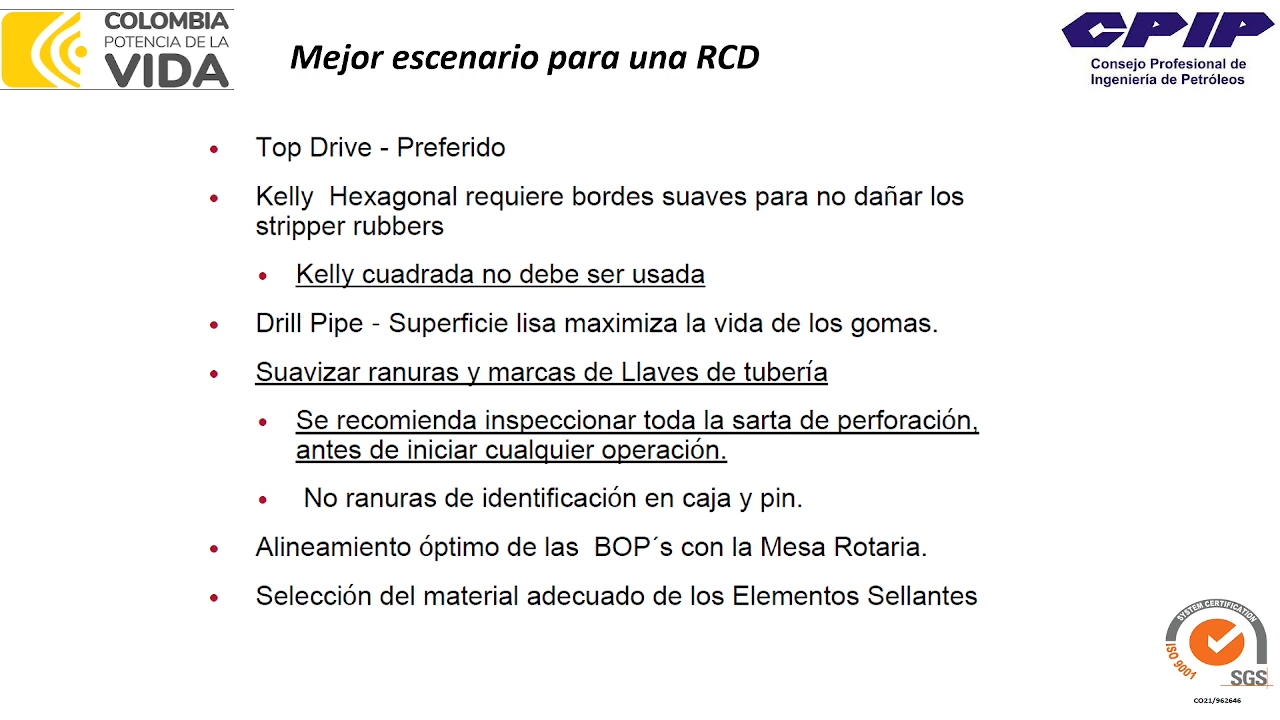 COLOMBIA
POTENCIA DE LA
VIDA
Mejor escenario para una RCD
CPIP
Consejo Profesional de
Ingeniería de Petróleos
• Top Drive - Preferido
• Kelly Hexagonal requiere bordes suaves para no dañar los
stripper rubbers
• Kelly cuadrada no debe ser usada
• Drill Pipe - Superficie lisa maximiza la vida de los gomas.
• Suavizar ranuras y marcas de Llaves de tubería
• Se recomienda inspeccionar toda la sarta de perforación,
antes de iniciar cualquier operación.
• No ranuras de identificación en caja y pin.
• Alineamiento óptimo de las BOP´s con la Mesa Rotaria.
• Selección del material adecuado de los Elementos Sellantes
SYSTEM CERTIFICATION
ISO 9001
SGS
CO21/962646